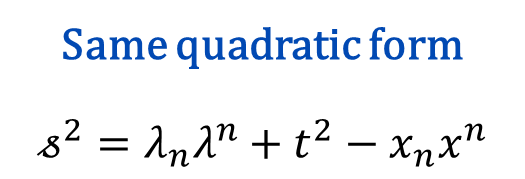 Same quadratic form
𝓈² = λₙλⁿ + t² − xₙxⁿ